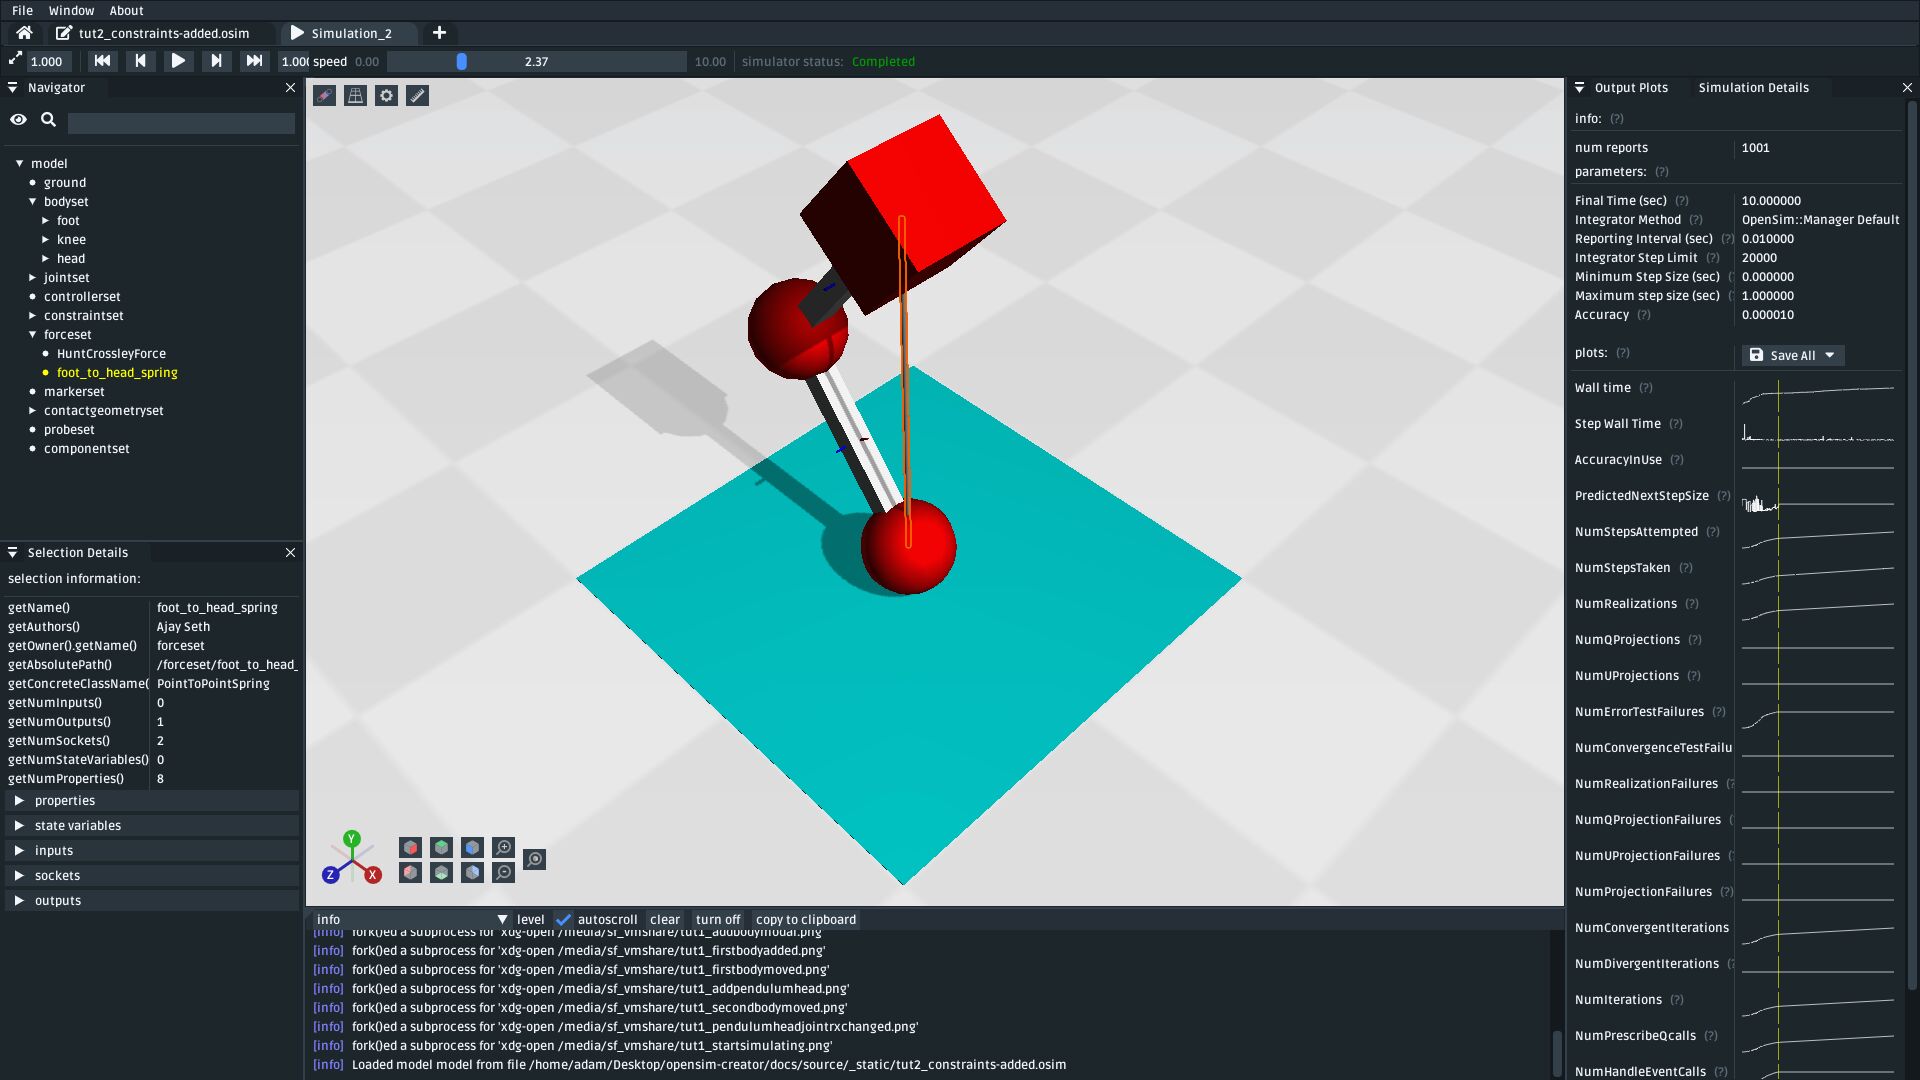 File Window About
tut2_constraints-added.osim Simulation_2
1.000 1.000 speed 0.00 2.37 10.00 simulator status: Completed
Navigator
model
ground
bodyset
foot
knee
head
jointset
controllerset
constraintset
forceset
HuntCrossleyForce
foot_to_head_spring
markerset
contactgeometryset
probeset
componentset
Selection Details
selection information:
getName() foot_to_head_spring
getAuthors() Ajay Seth
getOwner().getName() forceset
getAbsolutePath() /forceset/foot_to_head_
getConcreteClassName( PointToPointSpring
getNumInputs() 0
getNumOutputs() 1
getNumSockets() 2
getNumStateVariables() 0
getNumProperties() 8
properties
state variables
inputs
sockets
outputs
Y
Z X
info level autoscroll clear turn off copy to clipboard
[info] fork()ed a subprocess for 'xdg-open /media/sf_vmshare/tut1_addbodymodal.png'
[info] fork()ed a subprocess for 'xdg-open /media/sf_vmshare/tut1_firstbodyadded.png'
[info] fork()ed a subprocess for 'xdg-open /media/sf_vmshare/tut1_firstbodymoved.png'
[info] fork()ed a subprocess for 'xdg-open /media/sf_vmshare/tut1_addpendulumhead.png'
[info] fork()ed a subprocess for 'xdg-open /media/sf_vmshare/tut1_secondbodymoved.png'
[info] fork()ed a subprocess for 'xdg-open /media/sf_vmshare/tut1_pendulumheadjointrxchanged.png'
[info] fork()ed a subprocess for 'xdg-open /media/sf_vmshare/tut1_startsimulating.png'
[info] Loaded model model from file /home/adam/Desktop/opensim-creator/docs/source/_static/tut2_constraints-added.osim
Output Plots Simulation Details
info: (?)
num reports 1001
parameters: (?)
Final Time (sec) (?) 10.000000
Integrator Method (?) OpenSim::Manager Default
Reporting Interval (sec) (?) 0.010000
Integrator Step Limit (?) 20000
Minimum Step Size (sec) (?) 0.000000
Maximum step size (sec) ( 1.000000
Accuracy (?) 0.000010
plots: (?) Save All
Wall time (?)
Step Wall Time (?)
AccuracyInUse (?)
PredictedNextStepSize (?)
NumStepsAttempted (?)
NumStepsTaken (?)
NumRealizations (?)
NumQProjections (?)
NumUProjections (?)
NumErrorTestFailures (?)
NumConvergenceTestFailu
NumRealizationFailures (?
NumQProjectionFailures (
NumUProjectionFailures (
NumProjectionFailures (?)
NumConvergentIterations
NumDivergentIterations (?
NumIterations (?)
NumPrescribeQcalls (?)
NumHandleEventCalls (?)